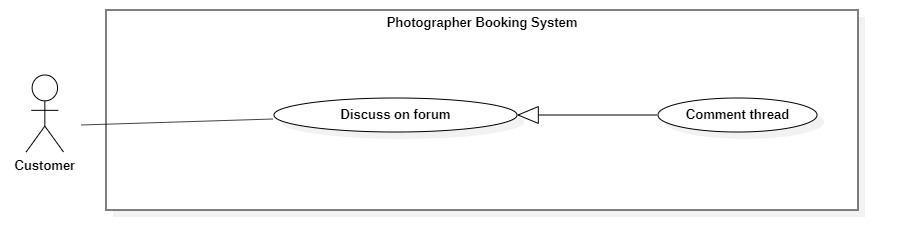 Photographer Booking System
Discuss on forum
Comment thread
Customer